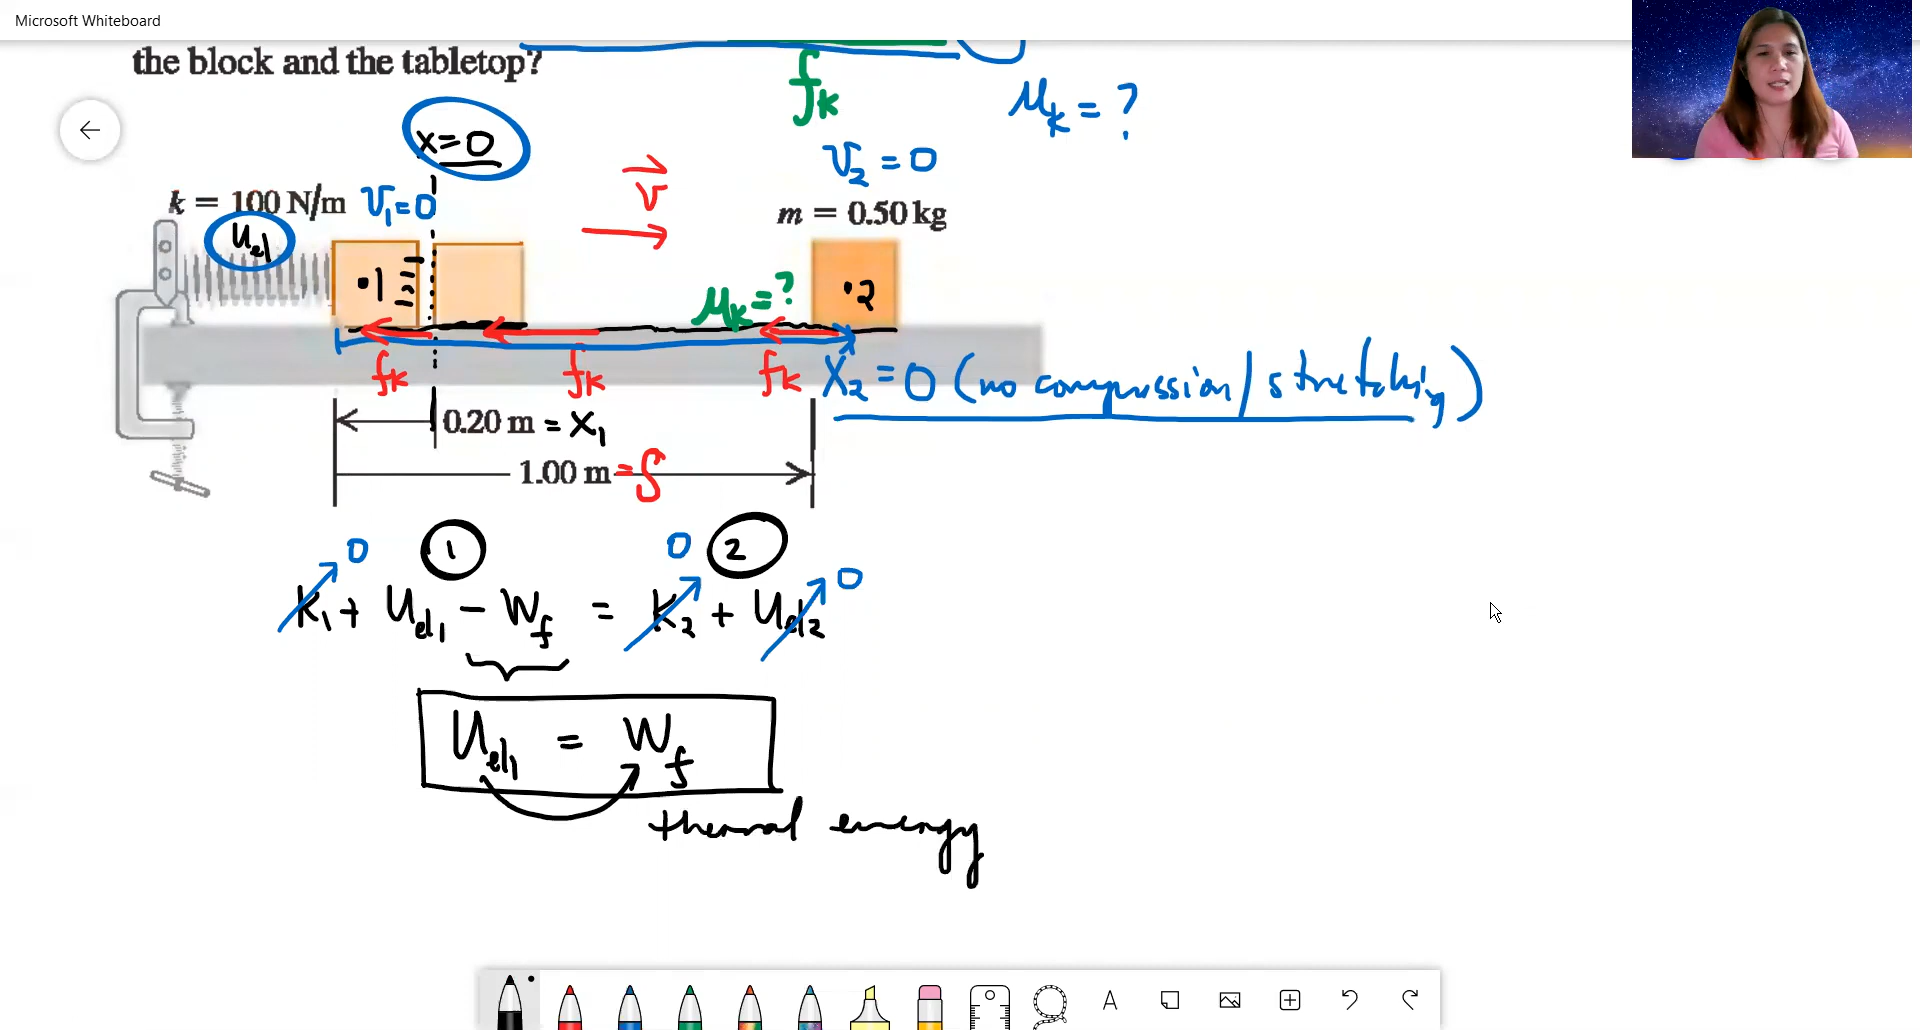 Microsoft Whiteboard
the block and the tabletop?
fk
μk = ?
x=0
v
v2 = 0
k = 100 N/m
v1=0
m = 0.50 kg
Uel
•1
μk=?
•2
fk
fk
fk
x2 = 0 (no compression/stretching)
0.20 m = x1
1.00 m = s
0
1
0
2
0
K1 + Uel1 - Wf = K2 + Uel2
Uel1 = Wf
thermal energy
A